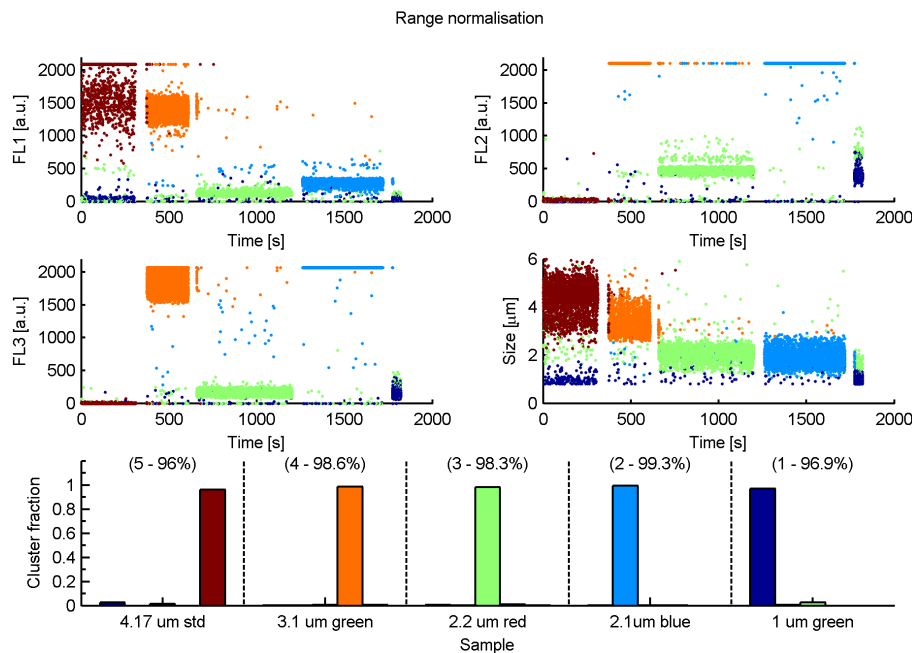 Range normalisation
FL1 [a.u.]
2000
1500
1000
500
0
0 500 1000 1500 2000
Time [s]
FL2 [a.u.]
2000
1500
1000
500
0
0 500 1000 1500 2000
Time [s]
FL3 [a.u.]
2000
1500
1000
500
0
0 500 1000 1500 2000
Time [s]
Size [µm]
6
4
2
0
0 500 1000 1500 2000
Time [s]
(5 - 96%) (4 - 98.6%) (3 - 98.3%) (2 - 99.3%) (1 - 96.9%)
Cluster fraction
1
0.8
0.6
0.4
0.2
0
4.17 um std 3.1 um green 2.2 um red 2.1um blue 1 um green
Sample